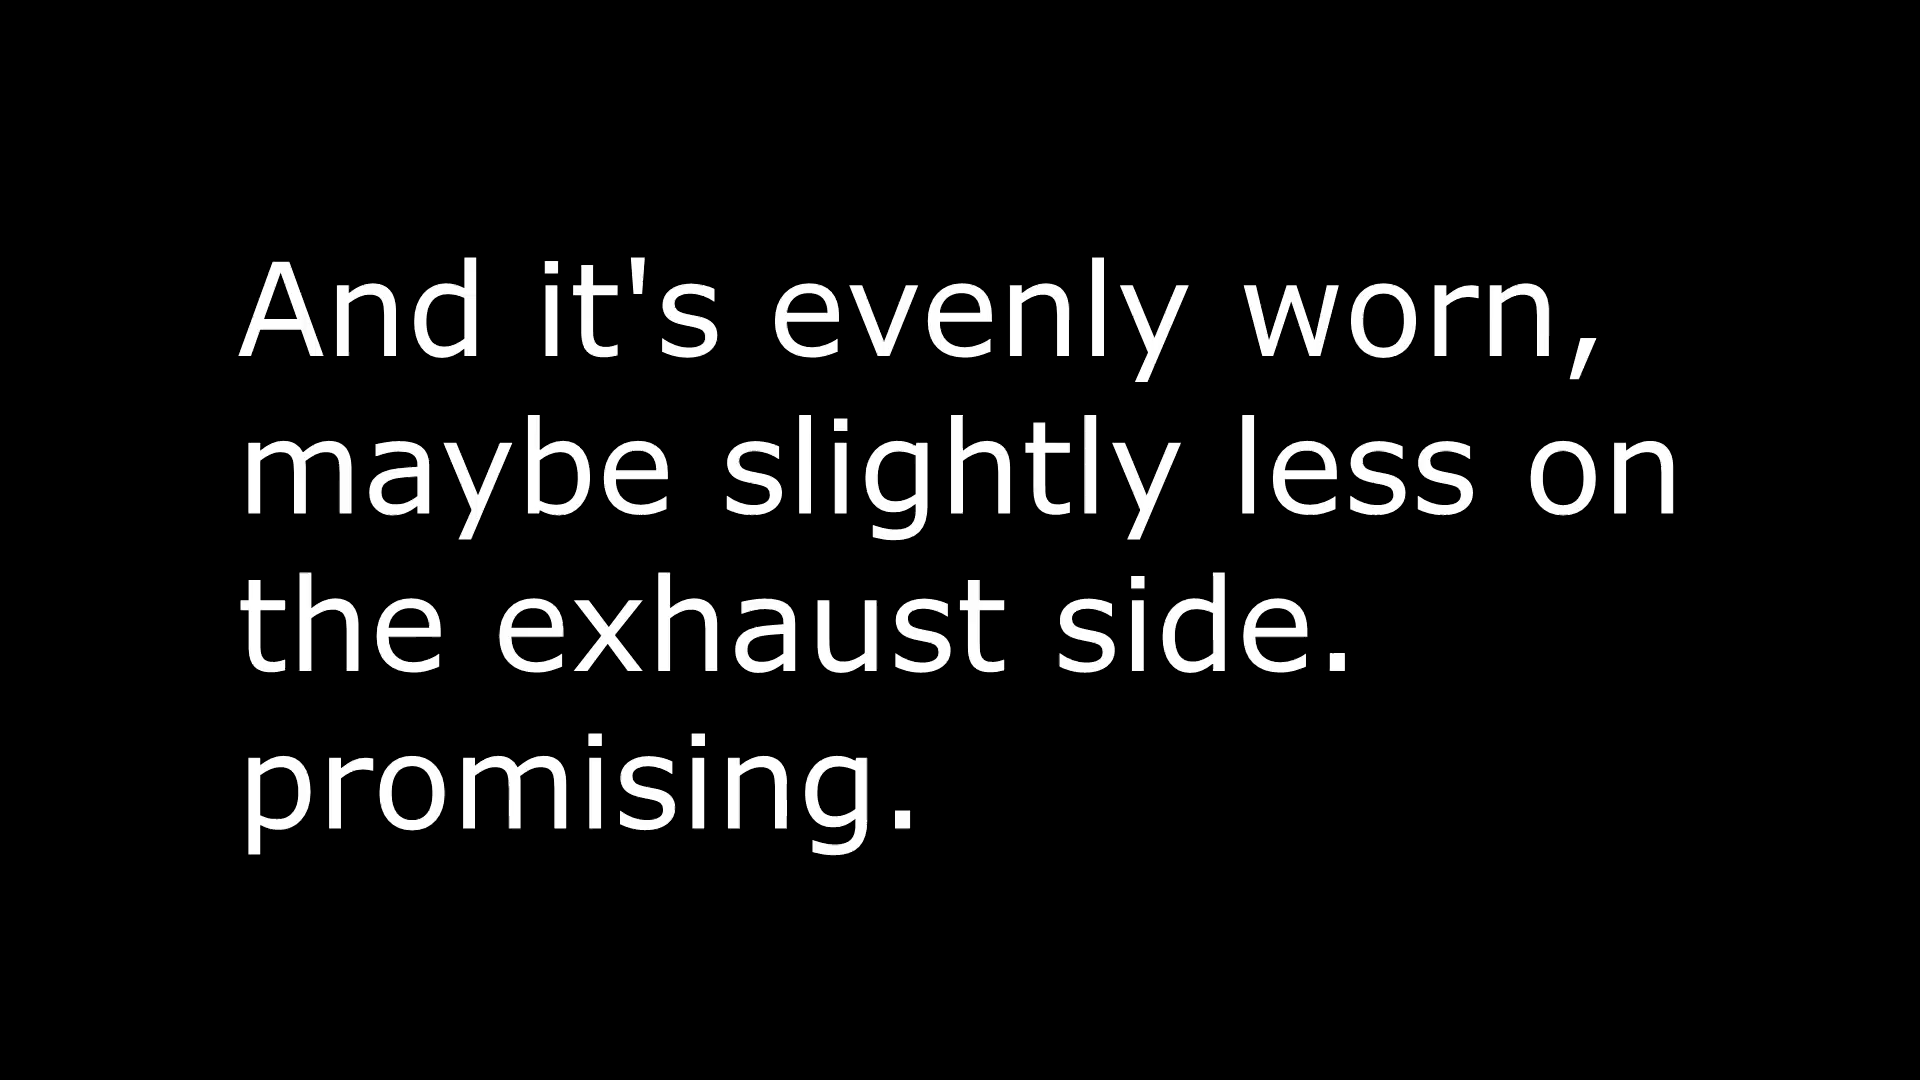 And it's evenly worn,
maybe slightly less on
the exhaust side.
promising.